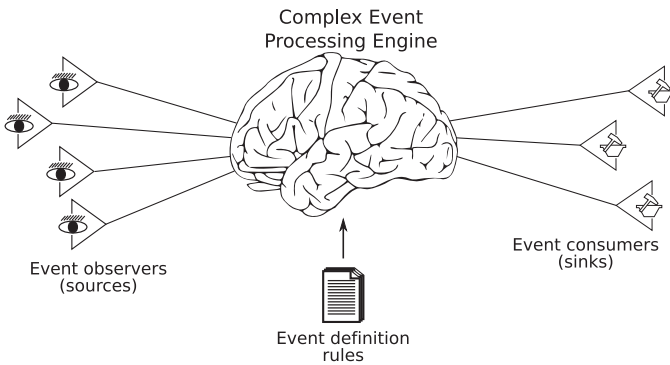 Complex Event
Processing Engine
Event observers
(sources)
Event consumers
(sinks)
Event definition
rules